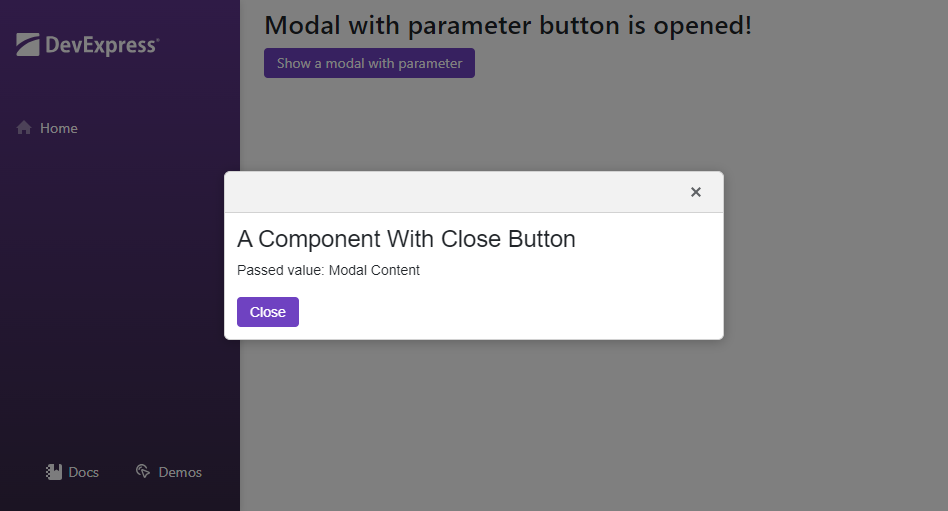 DevExpress
Home
Docs
Demos
Modal with parameter button is opened!
Show a modal with parameter
A Component With Close Button
Passed value: Modal Content
Close